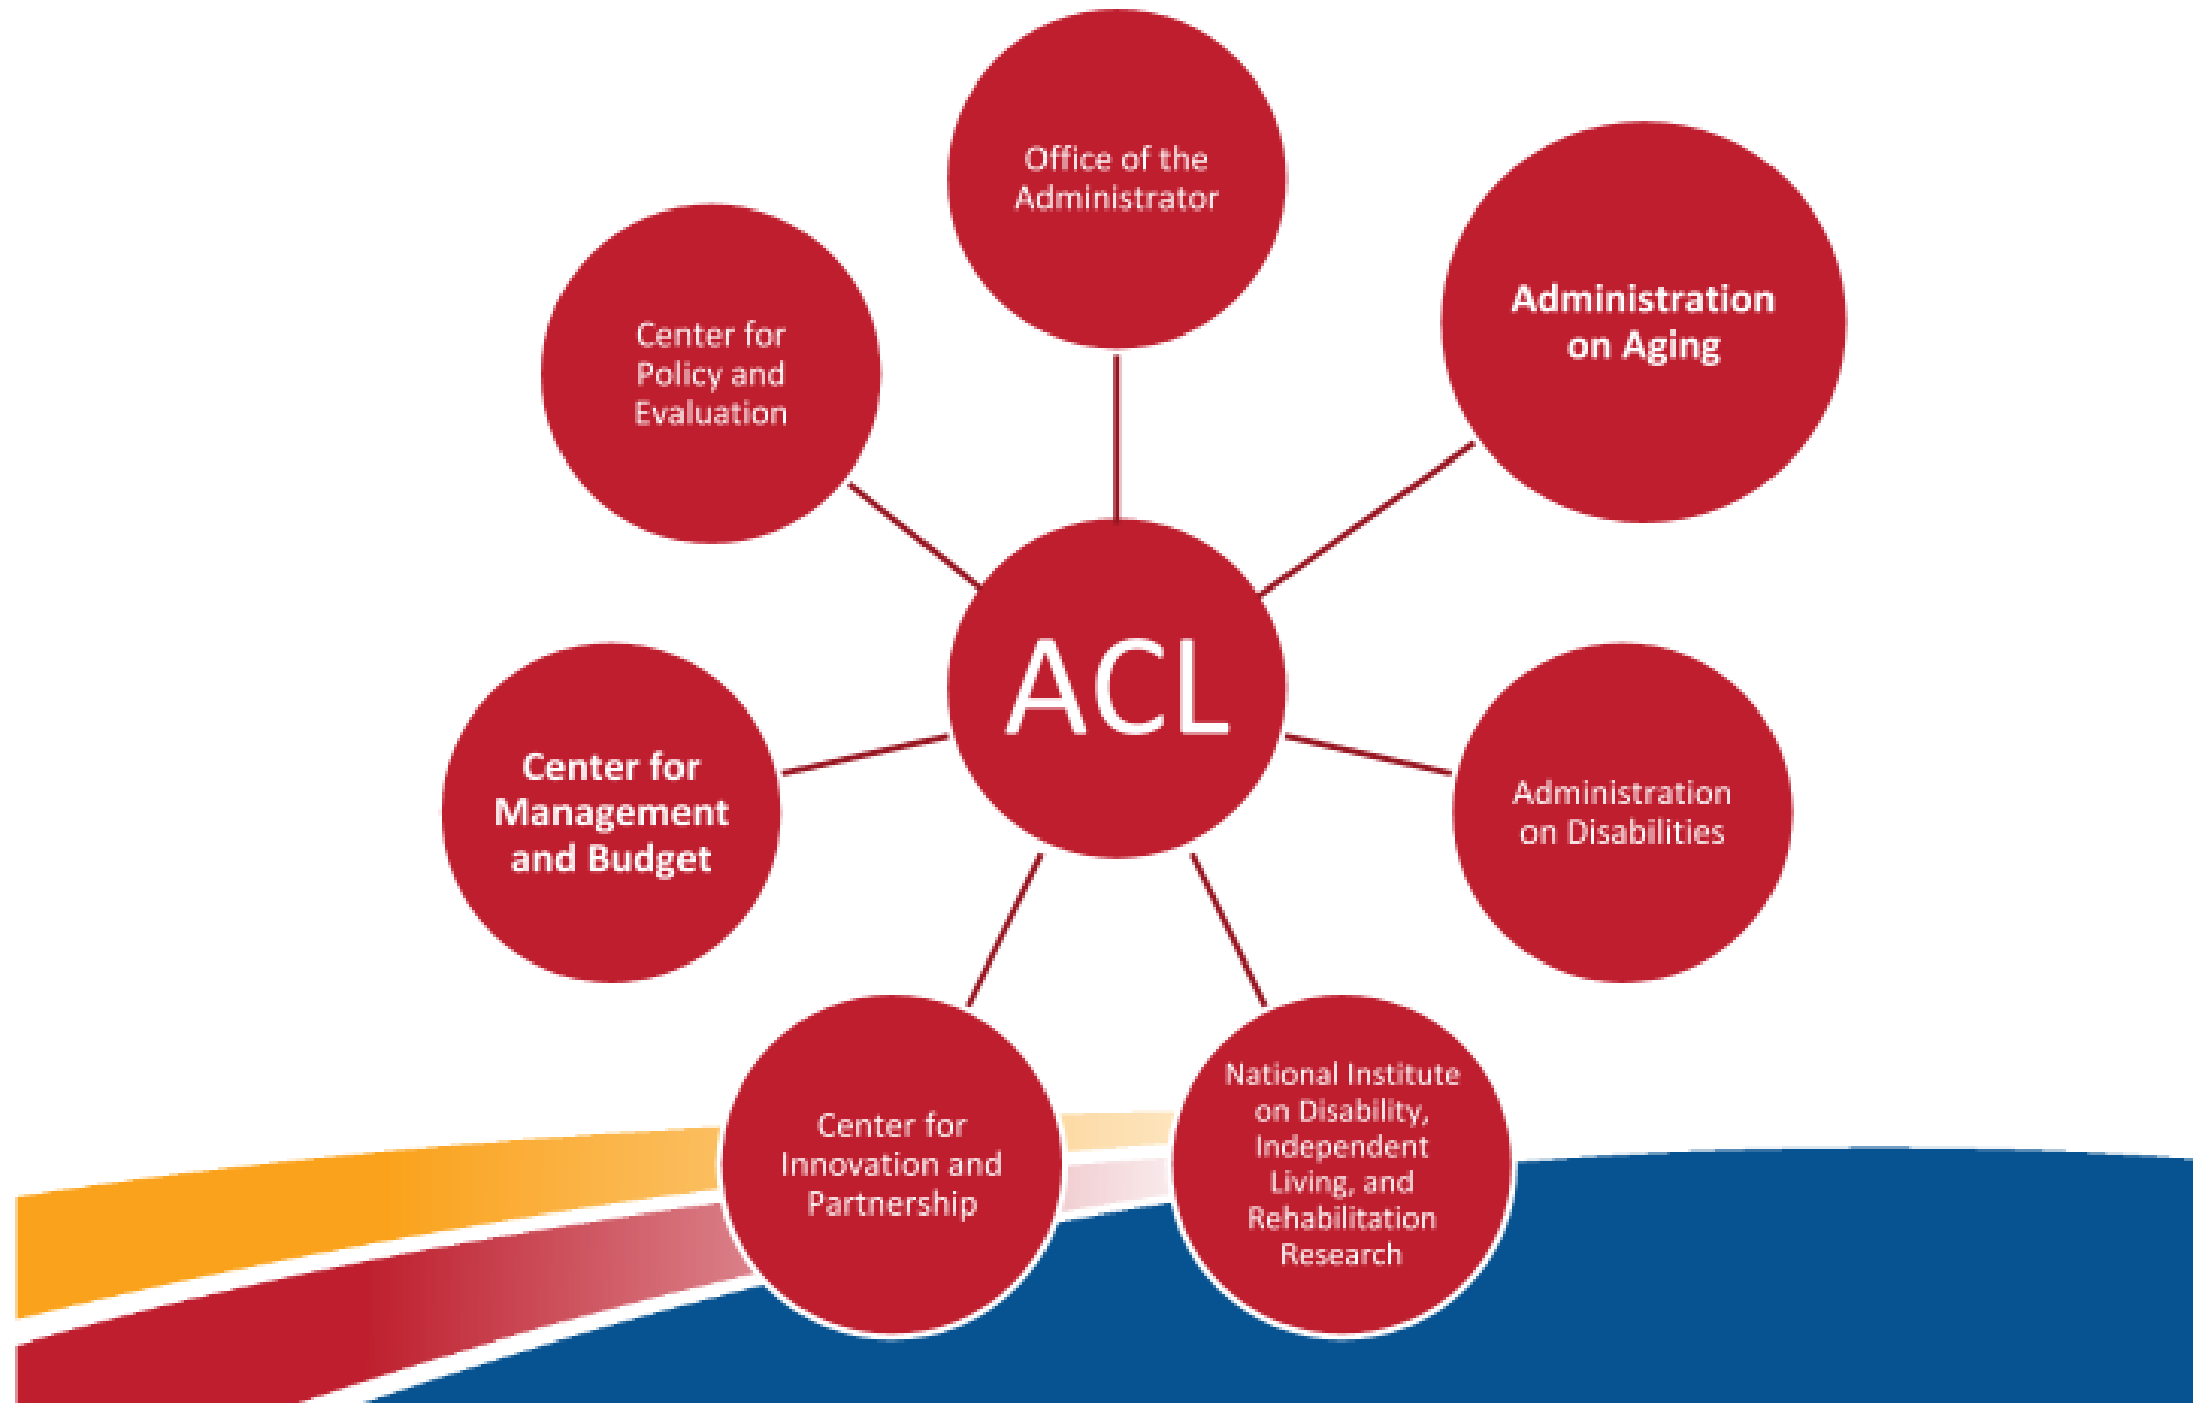 Office of the
Administrator
Administration
on Aging
Center for
Policy and
Evaluation
ACL
Center for
Management
and Budget
Administration
on Disabilities
Center for
Innovation and
Partnership
National Institute
on Disability,
Independent
Living, and
Rehabilitation
Research